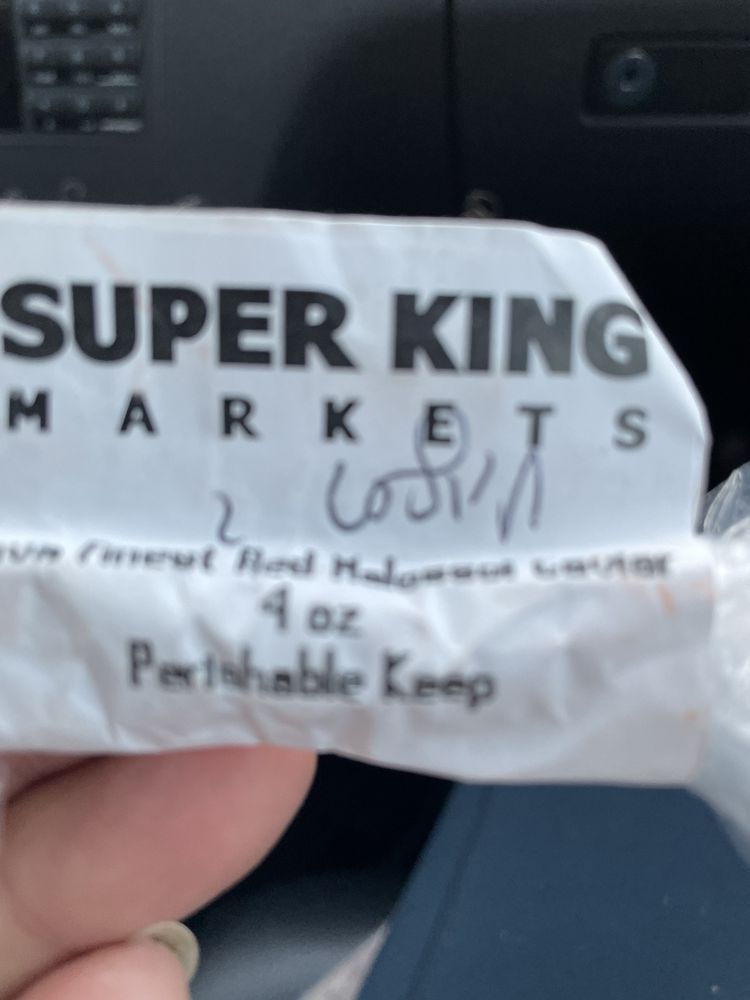 SUPER KING
MARKETS
2
Finest Red
4 oz
Perishable Keep